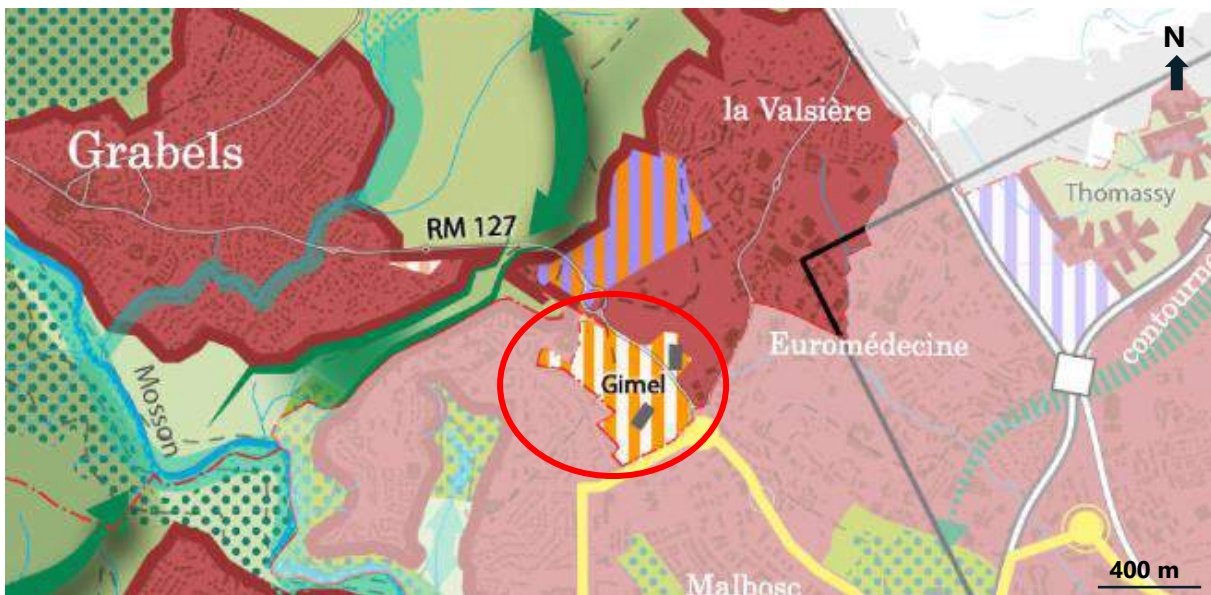 N
la Valsière
Grabels
Thomassy
RM 127
contourne
Euromédecine
Gimel
Mosson
400 m
Malbosc